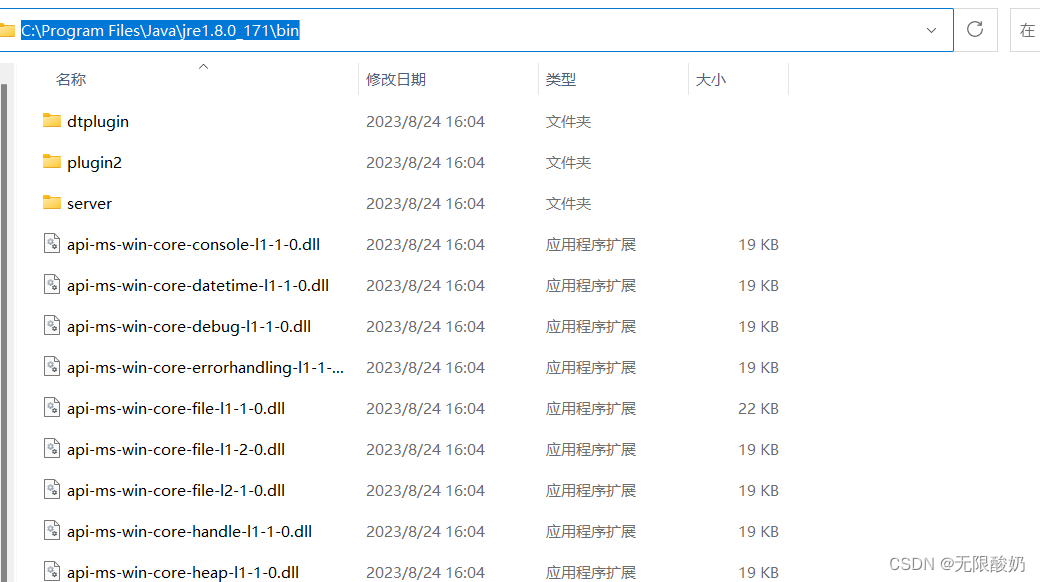 C:\Program Files\Java\jre1.8.0_171\bin 在
名称 修改日期 类型 大小
dtplugin 2023/8/24 16:04 文件夹
plugin2 2023/8/24 16:04 文件夹
server 2023/8/24 16:04 文件夹
api-ms-win-core-console-l1-1-0.dll 2023/8/24 16:04 应用程序扩展 19 KB
api-ms-win-core-datetime-l1-1-0.dll 2023/8/24 16:04 应用程序扩展 19 KB
api-ms-win-core-debug-l1-1-0.dll 2023/8/24 16:04 应用程序扩展 19 KB
api-ms-win-core-errorhandling-l1-1-... 2023/8/24 16:04 应用程序扩展 19 KB
api-ms-win-core-file-l1-1-0.dll 2023/8/24 16:04 应用程序扩展 22 KB
api-ms-win-core-file-l1-2-0.dll 2023/8/24 16:04 应用程序扩展 19 KB
api-ms-win-core-file-l2-1-0.dll 2023/8/24 16:04 应用程序扩展 19 KB
api-ms-win-core-handle-l1-1-0.dll 2023/8/24 16:04 应用程序扩展 19 KB
api-ms-win-core-heap-l1-1-0.dll 2023/8/24 16:04 应用程序扩展 19 KB
CSDN @无限酸奶